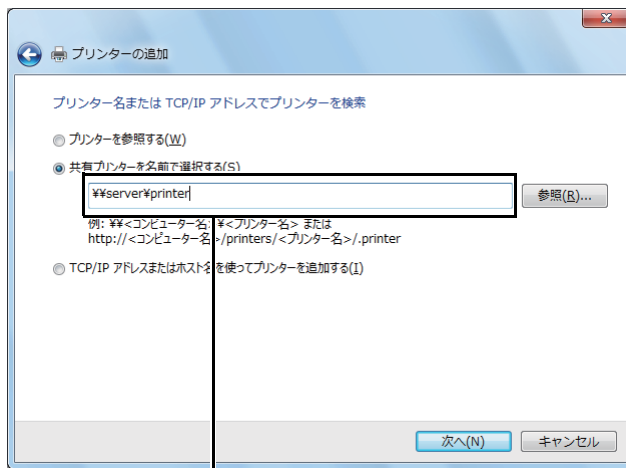 プリンターの追加
プリンター名または TCP/IP アドレスでプリンターを検索
プリンターを参照する(W)
共有プリンターを名前で選択する(S)
¥¥server¥printer
参照(R)...
例: ¥¥<コンピューター名>¥<プリンター名> または
http://<コンピューター名>/printers/<プリンター名>/.printer
TCP/IP アドレスまたはホスト名を使ってプリンターを追加する(I)
次へ(N)
キャンセル